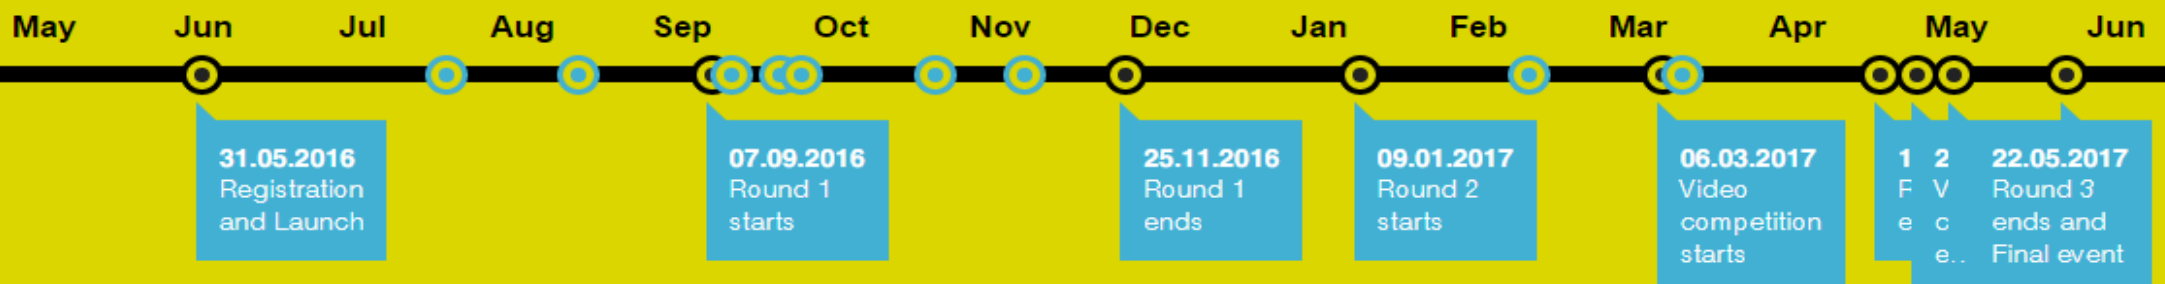 May Jun Jul Aug Sep Oct Nov Dec Jan Feb Mar Apr May Jun
31.05.2016
Registration
and Launch
07.09.2016
Round 1
starts
25.11.2016
Round 1
ends
09.01.2017
Round 2
starts
06.03.2017
Video
competition
starts
1
e
2
V
c
e..
22.05.2017
Round 3
ends and
Final event